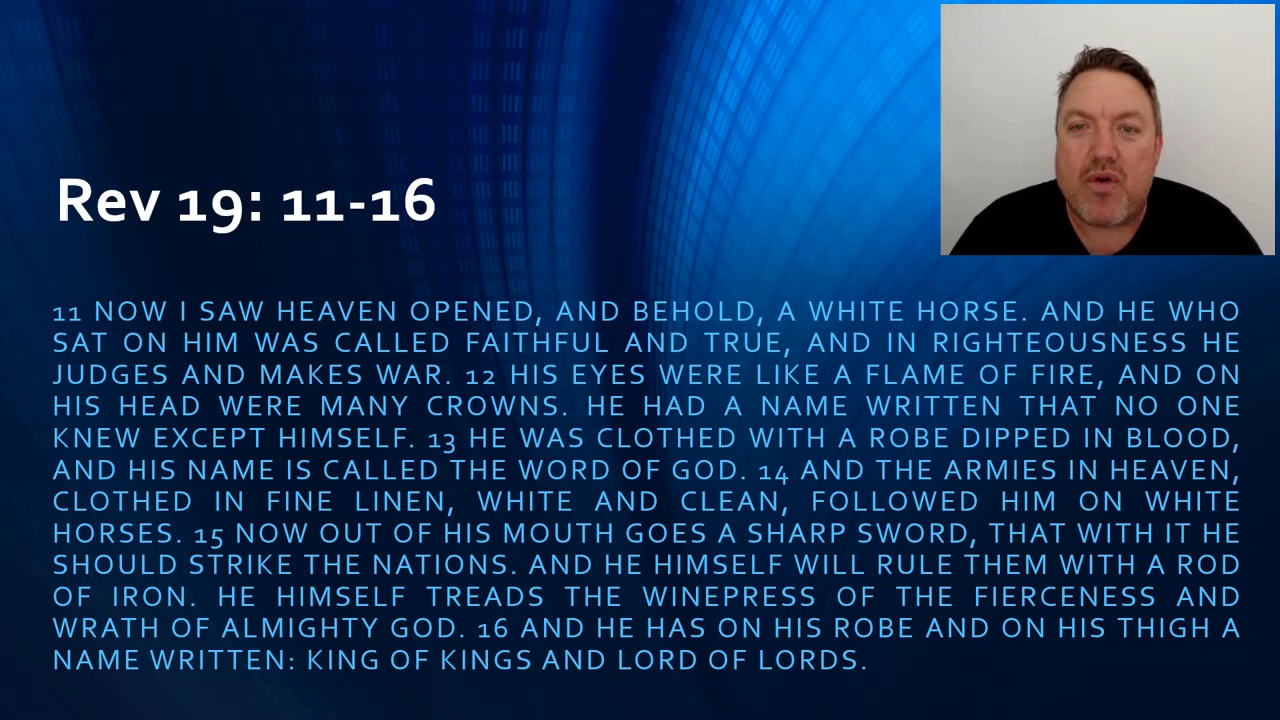 Rev 19: 11-16
11 NOW I SAW HEAVEN OPENED, AND BEHOLD, A WHITE HORSE. AND HE WHO
SAT ON HIM WAS CALLED FAITHFUL AND TRUE, AND IN RIGHTEOUSNESS HE
JUDGES AND MAKES WAR. 12 HIS EYES WERE LIKE A FLAME OF FIRE, AND ON
HIS HEAD WERE MANY CROWNS. HE HAD A NAME WRITTEN THAT NO ONE
KNEW EXCEPT HIMSELF. 13 HE WAS CLOTHED WITH A ROBE DIPPED IN BLOOD,
AND HIS NAME IS CALLED THE WORD OF GOD. 14 AND THE ARMIES IN HEAVEN,
CLOTHED IN FINE LINEN, WHITE AND CLEAN, FOLLOWED HIM ON WHITE
HORSES. 15 NOW OUT OF HIS MOUTH GOES A SHARP SWORD, THAT WITH IT HE
SHOULD STRIKE THE NATIONS. AND HE HIMSELF WILL RULE THEM WITH A ROD
OF IRON. HE HIMSELF TREADS THE WINEPRESS OF THE FIERCENESS AND
WRATH OF ALMIGHTY GOD. 16 AND HE HAS ON HIS ROBE AND ON HIS THIGH A
NAME WRITTEN: KING OF KINGS AND LORD OF LORDS.